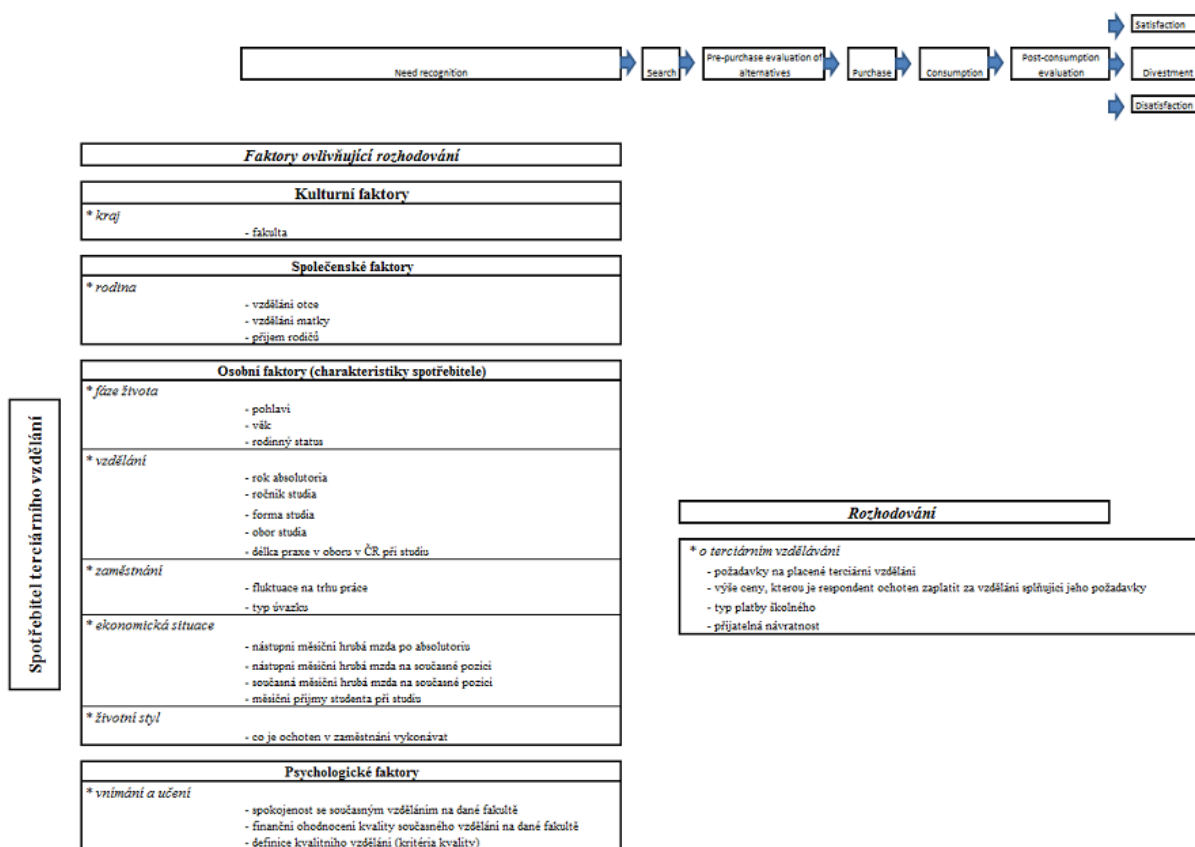 Satisfaction
Need recognition
Search
Pre-purchase evaluation of
alternatives
Purchase
Consumption
Post-consumption
evaluation
Divestment
Disatisfaction
Faktory ovlivňující rozhodování
Kulturní faktory
* kraj
- fakulta
Společenské faktory
* rodina
- vzdělání otce
- vzdělání matky
- příjem rodičů
Osobní faktory (charakteristiky spotřebitele)
* fáze života
- pohlaví
- věk
- rodinný status
* vzdělání
- rok absolutoria
- ročník studia
- forma studia
- obor studia
- délka praxe v oboru v ČR při studiu
* zaměstnání
- fluktuace na trhu práce
- typ úvazku
* ekonomická situace
- nástupní měsíční hrubá mzda po absolutoriu
- nástupní měsíční hrubá mzda na současné pozici
- současná měsíční hrubá mzda na současné pozici
- měsíční příjmy studenta při studiu
* životní styl
- co je ochoten v zaměstnání vykonávat
Psychologické faktory
* vnímání a učení
- spokojenost se současným vzděláním na dané fakultě
- finanční ohodnocení kvality současného vzdělání na dané fakultě
- definice kvalitního vzdělání (kritéria kvality)
Spotřebitel terciárního vzdělání
Rozhodování
* o terciárním vzdělávání
- požadavky na placené terciární vzdělání
- výše ceny, kterou je respondent ochoten zaplatit za vzdělání splňující jeho požadavky
- typ platby školného
- přijatelná návratnost